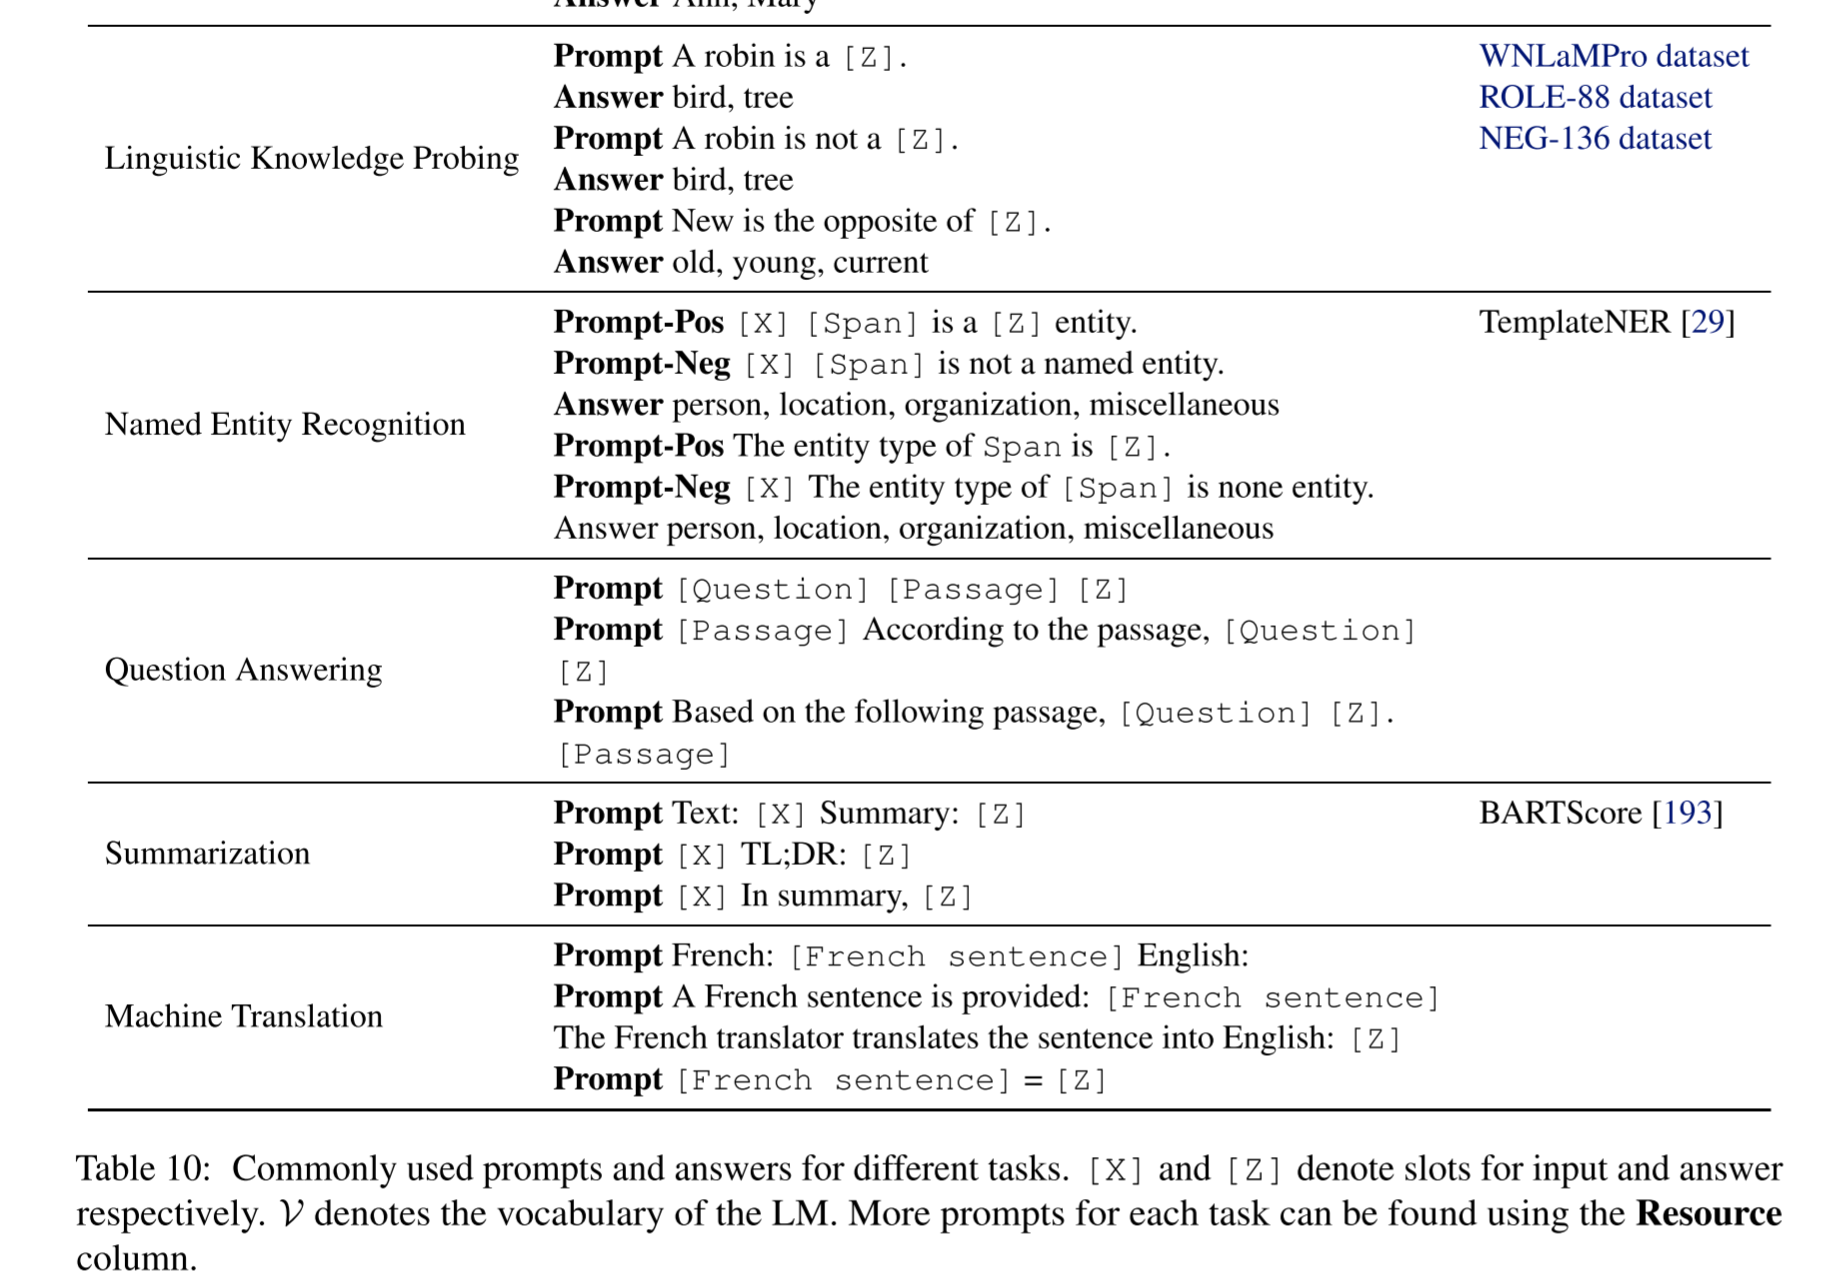 Answer Ann, Mary
Linguistic Knowledge Probing
Prompt A robin is a [Z].
Answer bird, tree
Prompt A robin is not a [Z].
Answer bird, tree
Prompt New is the opposite of [Z].
Answer old, young, current
WNLaMPro dataset
ROLE-88 dataset
NEG-136 dataset
Named Entity Recognition
Prompt-Pos [X] [Span] is a [Z] entity.
Prompt-Neg [X] [Span] is not a named entity.
Answer person, location, organization, miscellaneous
Prompt-Pos The entity type of Span is [Z].
Prompt-Neg [X] The entity type of [Span] is none entity.
Answer person, location, organization, miscellaneous
TemplateNER [29]
Question Answering
Prompt [Question] [Passage] [Z]
Prompt [Passage] According to the passage, [Question]
[Z]
Prompt Based on the following passage, [Question] [Z].
[Passage]
Summarization
Prompt Text: [X] Summary: [Z]
Prompt [X] TL;DR: [Z]
Prompt [X] In summary, [Z]
BARTScore [193]
Machine Translation
Prompt French: [French sentence] English:
Prompt A French sentence is provided: [French sentence]
The French translator translates the sentence into English: [Z]
Prompt [French sentence] = [Z]
Table 10: Commonly used prompts and answers for different tasks. [X] and [Z] denote slots for input and answer
respectively. 𝒱 denotes the vocabulary of the LM. More prompts for each task can be found using the Resource
column.